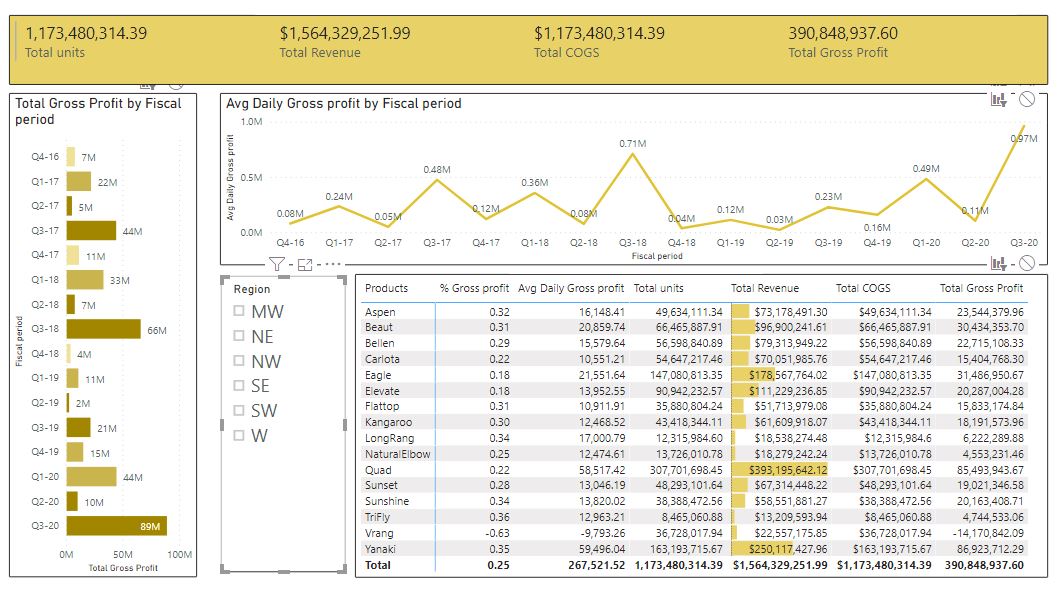 1,173,480,314.39 $1,564,329,251.99 $1,173,480,314.39 390,848,937.60
Total units Total Revenue Total COGS Total Gross Profit
Total Gross Profit by Fiscal
period
Fiscal period
Q4-16 7M
Q1-17 22M
Q2-17 5M
Q3-17 44M
Q4-17 11M
Q1-18 33M
Q2-18 7M
Q3-18 66M
Q4-18 4M
Q1-19 11M
Q2-19 2M
Q3-19 21M
Q4-19 15M
Q1-20 44M
Q2-20 10M
Q3-20 89M
0M 50M 100M
Total Gross Profit
Avg Daily Gross profit by Fiscal period
Avg Daily Gross profit
1.0M
0.5M
0.0M
0.08M 0.24M 0.05M 0.48M 0.12M 0.36M 0.08M 0.71M 0.04M 0.12M 0.03M 0.23M 0.16M 0.49M 0.11M 0.97M
Q4-16 Q1-17 Q2-17 Q3-17 Q4-17 Q1-18 Q2-18 Q3-18 Q4-18 Q1-19 Q2-19 Q3-19 Q4-19 Q1-20 Q2-20 Q3-20
Fiscal period
Region
MW
NE
NW
SE
SW
W
Products % Gross profit Avg Daily Gross profit Total units Total Revenue Total COGS Total Gross Profit
Aspen 0.32 16,148.41 49,634,111.34 $73,178,491.30 $49,634,111.34 23,544,379.96
Beaut 0.31 20,859.74 66,465,887.91 $96,900,241.61 $66,465,887.91 30,434,353.70
Bellen 0.29 15,579.64 56,598,840.89 $79,313,949.22 $56,598,840.89 22,715,108.33
Carlota 0.22 10,551.21 54,647,217.46 $70,051,985.76 $54,647,217.46 15,404,768.30
Eagle 0.18 21,551.64 147,080,813.35 $178,567,764.02 $147,080,813.35 31,486,950.67
Elevate 0.18 13,952.55 90,942,232.57 $111,229,236.85 $90,942,232.57 20,287,004.28
Flattop 0.31 10,911.91 35,880,804.24 $51,713,979.08 $35,880,804.24 15,833,174.84
Kangaroo 0.30 12,468.52 43,418,344.11 $61,609,918.07 $43,418,344.11 18,191,573.96
LongRang 0.34 17,000.79 12,315,984.60 $18,538,274.48 $12,315,984.6 6,222,289.88
NaturalElbow 0.25 12,474.61 13,726,010.78 $18,279,242.24 $13,726,010.78 4,553,231.46
Quad 0.22 58,517.42 307,701,698.45 $393,195,642.12 $307,701,698.45 85,493,943.67
Sunset 0.28 13,046.19 48,293,101.64 $67,314,448.22 $48,293,101.64 19,021,346.58
Sunshine 0.34 13,820.02 38,388,472.56 $58,551,881.27 $38,388,472.56 20,163,408.71
TriFly 0.36 12,963.21 8,465,060.88 $13,209,593.94 $8,465,060.88 4,744,533.06
Vrang -0.63 -9,793.26 36,728,017.94 $22,557,175.85 $36,728,017.94 -14,170,842.09
Yanaki 0.35 59,496.04 163,193,715.67 $250,117,427.96 $163,193,715.67 86,923,712.29
Total 0.25 267,521.52 1,173,480,314.39 $1,564,329,251.99 $1,173,480,314.39 390,848,937.60